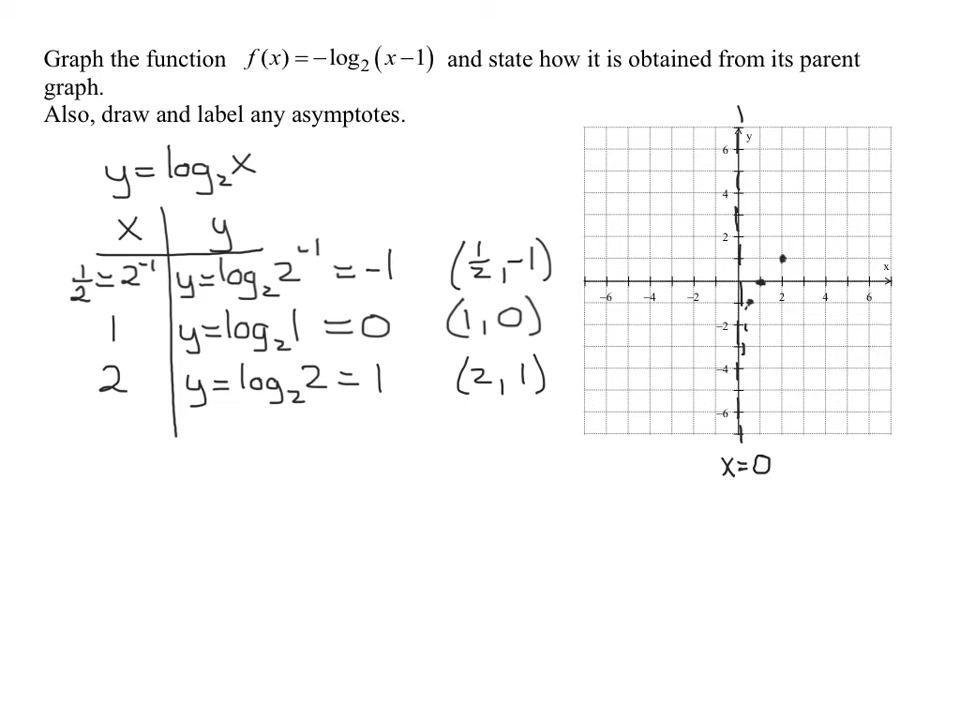 Graph the function f(x)=−log₂(x−1) and state how it is obtained from its parent
graph.
Also, draw and label any asymptotes.
y=log₂x
x y
½=2⁻¹ y=log₂2⁻¹=-1 (½,-1)
1 y=log₂1=0 (1,0)
2 y=log₂2=1 (2,1)
y
6
4
2
x
−6 −4 −2 2 4 6
−2
−4
−6
x=0